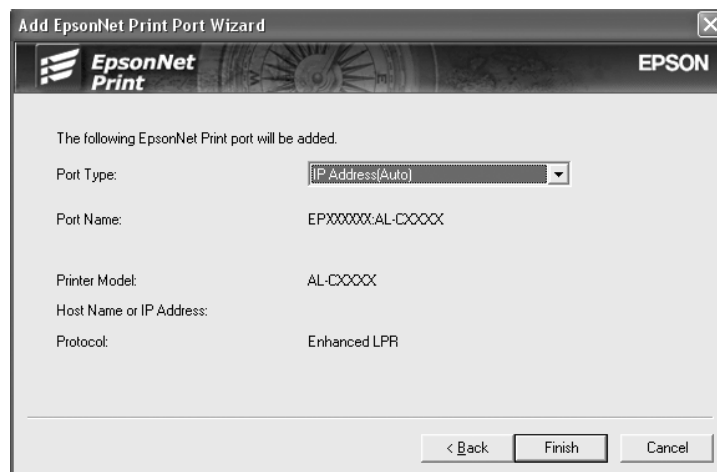 Add EpsonNet Print Port Wizard
EpsonNet
Print
EPSON
The following EpsonNet Print port will be added.
Port Type: IP Address(Auto)
Port Name: EPXXXXXX:AL-CXXXX
Printer Model: AL-CXXXX
Host Name or IP Address:
Protocol: Enhanced LPR
< Back Finish Cancel